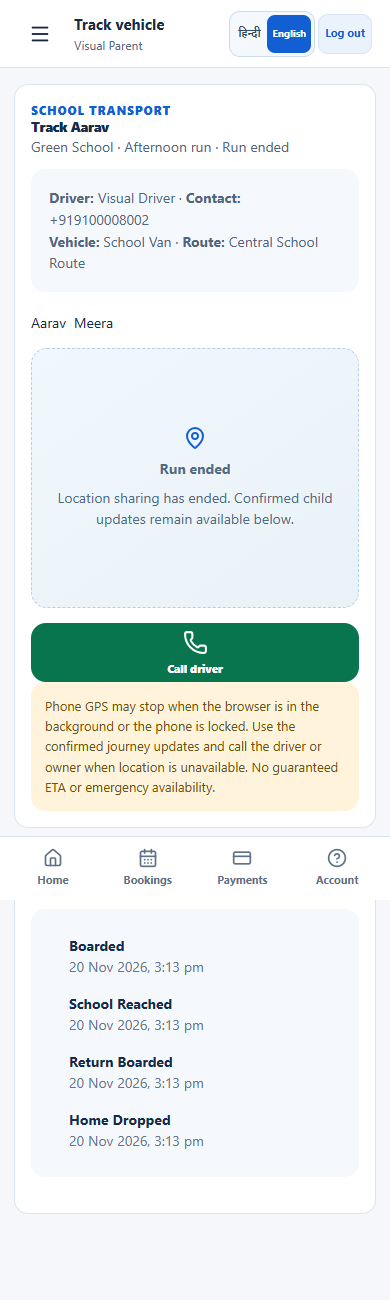 Track vehicle
Visual Parent
हिन्दी
English
Log out
SCHOOL TRANSPORT
Track Aarav
Green School · Afternoon run · Run ended
Driver: Visual Driver · Contact:
+919100008002
Vehicle: School Van · Route: Central School
Route
Aarav Meera
Run ended
Location sharing has ended. Confirmed child
updates remain available below.
Call driver
Phone GPS may stop when the browser is in the
background or the phone is locked. Use the
confirmed journey updates and call the driver or
owner when location is unavailable. No guaranteed
ETA or emergency availability.
Home
Bookings
Payments
Account
Boarded
20 Nov 2026, 3:13 pm
School Reached
20 Nov 2026, 3:13 pm
Return Boarded
20 Nov 2026, 3:13 pm
Home Dropped
20 Nov 2026, 3:13 pm